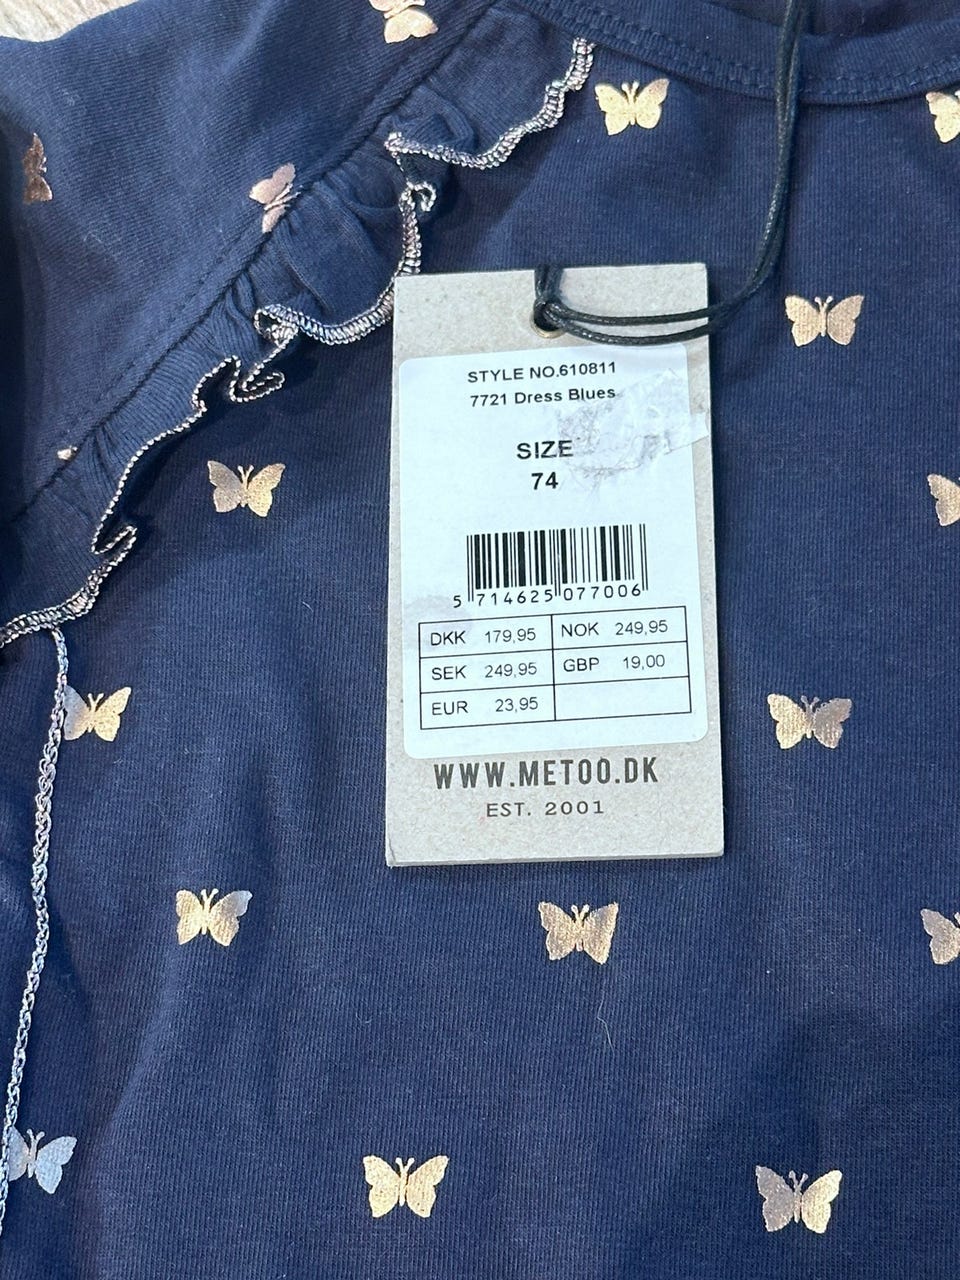 STYLE NO.610811
7721 Dress Blues
SIZE
74
5 714625 077006
DKK 179,95 NOK 249,95
SEK 249,95 GBP 19,00
EUR 23,95
WWW.METOO.DK
EST. 2001